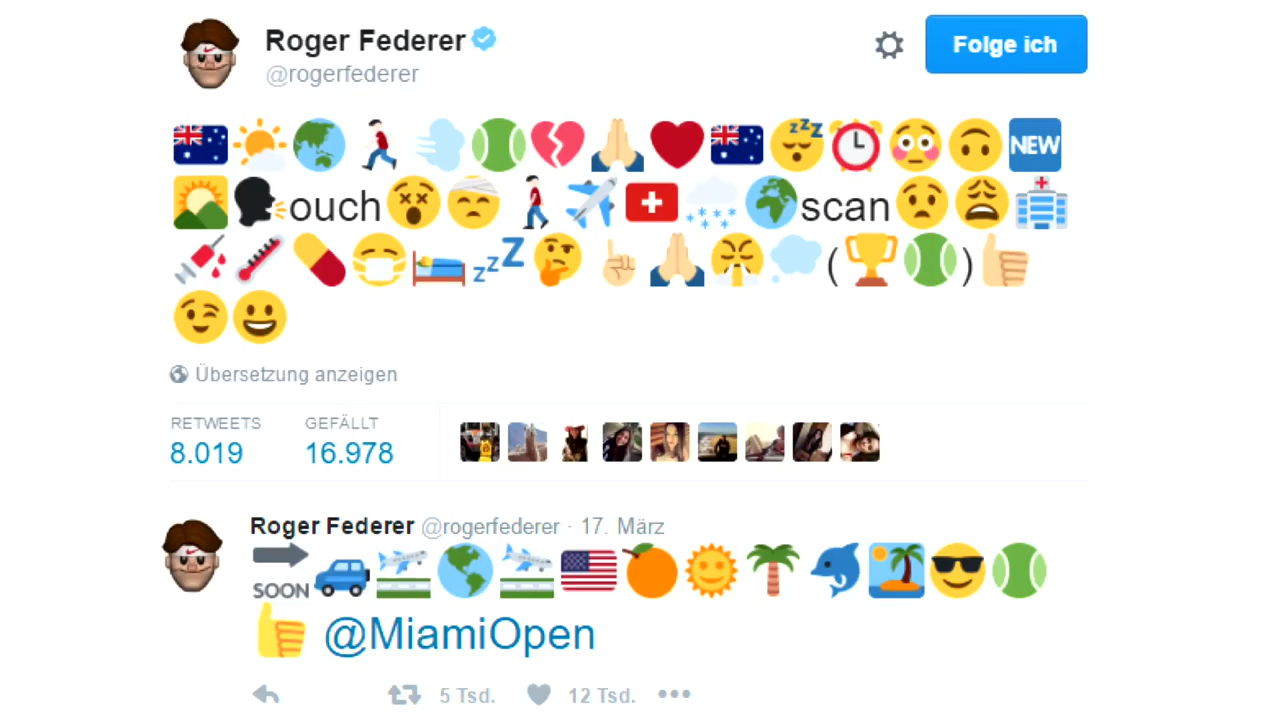 Roger Federer
@rogerfederer
Folge ich
NEW
ouch scan
zzZ ( )
Übersetzung anzeigen
RETWEETS GEFÄLLT
8.019 16.978
Roger Federer @rogerfederer · 17. März
SOON
@MiamiOpen
5 Tsd. 12 Tsd.